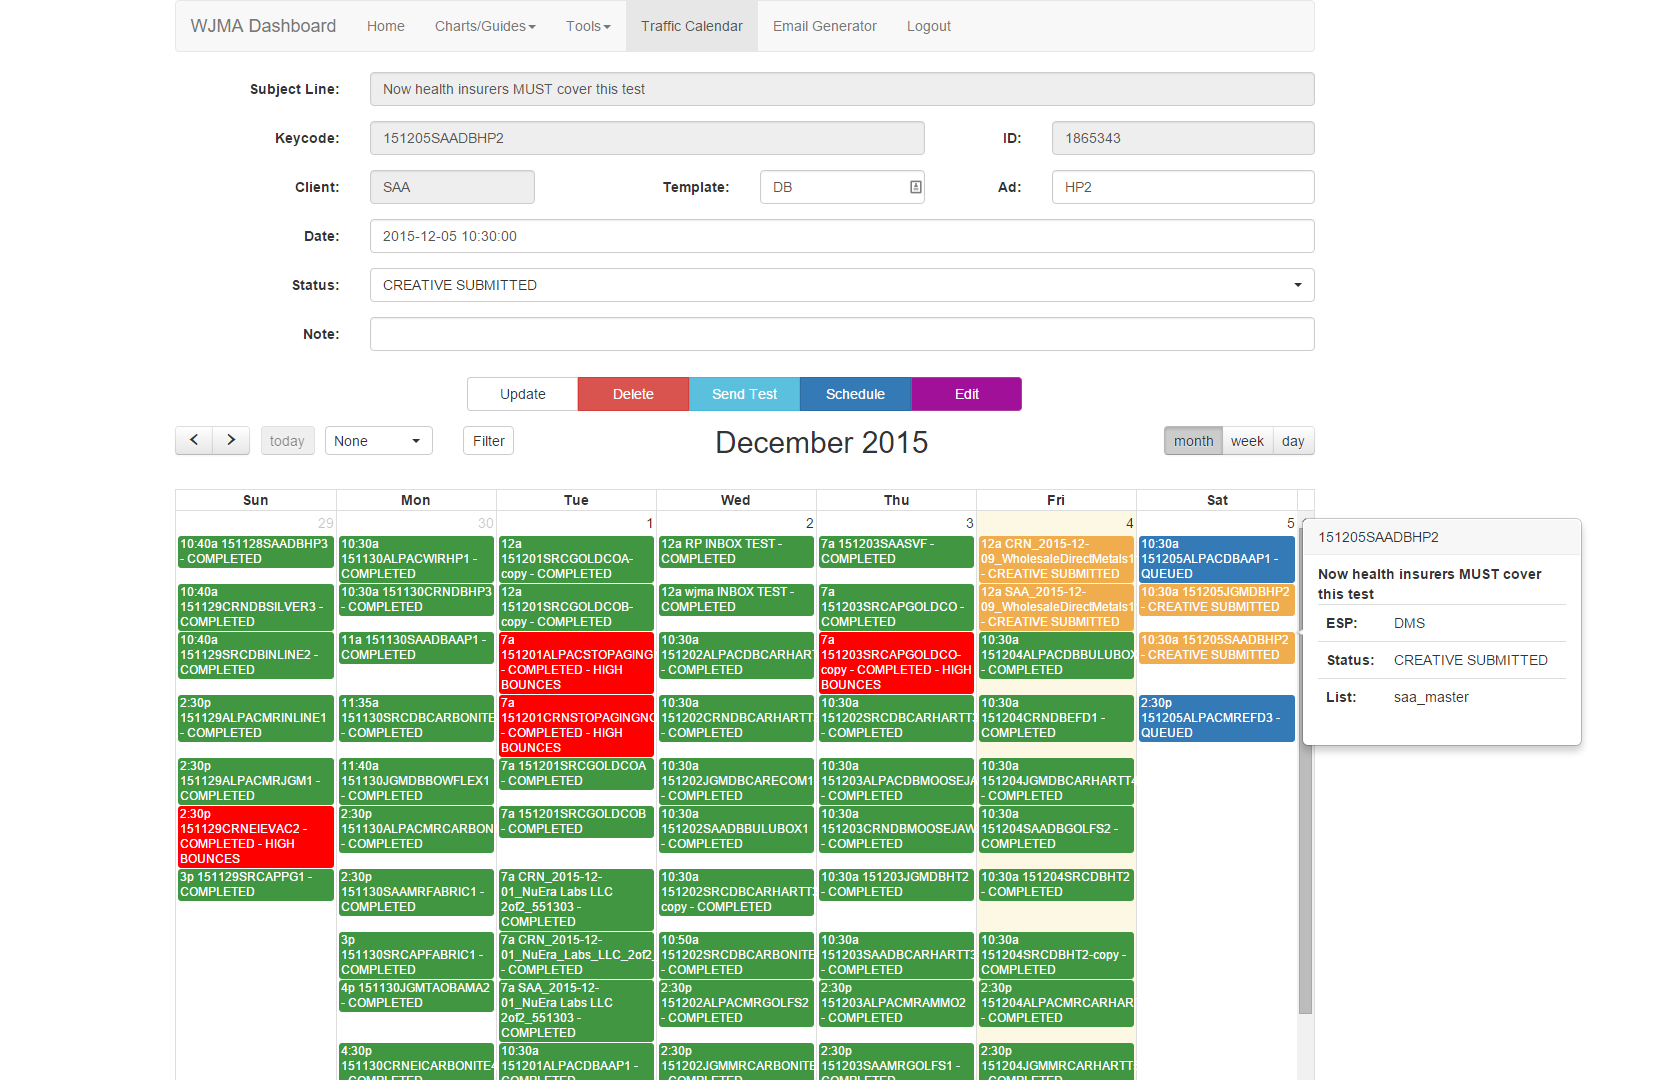 WJMA Dashboard Home Charts/Guides Tools Traffic Calendar Email Generator Logout
Subject Line: Now health insurers MUST cover this test
Keycode: 151205SAADBHP2 ID: 1865343
Client: SAA Template: DB Ad: HP2
Date: 2015-12-05 10:30:00
Status: CREATIVE SUBMITTED
Note:
Update Delete Send Test Schedule Edit
today None Filter December 2015 month week day
Sun Mon Tue Wed Thu Fri Sat
29 30 1 2 3 4 5
10:40a 151128SAADBHP3
- COMPLETED
10:40a
151129CRNDBSILVER3 -
COMPLETED
10:40a
151129SRCDBINLINE2 -
COMPLETED
2:30p
151129ALPACMRINLINE1
- COMPLETED
2:30p
151129ALPACMRJGM1 -
COMPLETED
2:30p
151129CRNEIEVAC2 -
COMPLETED - HIGH
BOUNCES
3p 151129SRCAPPG1 -
COMPLETED
10:30a
151130ALPACWIRHP1 -
COMPLETED
10:30a 151130CRNDBHP3
- COMPLETED
11a 151130SAADBAAP1 -
COMPLETED
11:35a
151130SRCDBCARBONITE
- COMPLETED
11:40a
151130JGMDBBOWFLEX1
- COMPLETED
2:30p
151130ALPACMRCARBON
- COMPLETED
2:30p
151130SAAMRFABRIC1 -
COMPLETED
3p
151130SRCAPFABRIC1 -
COMPLETED
4p 151130JGMTAOBAMA2
- COMPLETED
4:30p
151130CRNEICARBONITE4
- COMPLETED
12a
151201SRCGOLDCOA-
copy - COMPLETED
12a
151201SRCGOLDCOB-
copy - COMPLETED
7a
151201ALPACSTOPAGING
- COMPLETED - HIGH
BOUNCES
7a
151201CRNSTOPAGINGNO
- COMPLETED - HIGH
BOUNCES
7a 151201SRCGOLDCOA
- COMPLETED
7a 151201SRCGOLDCOB
- COMPLETED
7a CRN_2015-12-
01_NuEra Labs LLC
2of2_551303 -
COMPLETED
7a CRN_2015-12-
01_NuEra_Labs_LLC_2of2_
- COMPLETED
7a SAA_2015-12-
01_NuEra Labs LLC
2of2_551303 -
COMPLETED
10:30a
151201ALPACDBAAP1 -
COMPLETED
12a RP INBOX TEST -
COMPLETED
12a wjma INBOX TEST -
COMPLETED
10:30a
151202ALPACDBCARHART
- COMPLETED
10:30a
151202CRNDBCARHARTT
- COMPLETED
10:30a
151202JGMDBCARECOM1
- COMPLETED
10:30a
151202SAADBBULUBOX1
- COMPLETED
10:30a
151202SRCDBCARHARTT3
copy - COMPLETED
10:50a
151202SRCDBCARBONITE
- COMPLETED
2:30p
151202ALPACMRGOLFS2
- COMPLETED
2:30p
151202JGMMRCARBONITE
- COMPLETED
7a 151203SAASVF -
COMPLETED
7a
151203SRCAPGOLDCO -
COMPLETED
7a
151203SRCAPGOLDCO-
copy - COMPLETED - HIGH
BOUNCES
10:30a
151202SRCDBCARHARTT3
- COMPLETED
10:30a
151203ALPACDBMOOSEJA
- COMPLETED
10:30a
151203CRNDBMOOSEJAW
- COMPLETED
10:30a 151203JGMDBHT2
- COMPLETED
10:30a
151203SAADBCARHARTT3
- COMPLETED
2:30p
151203ALPACMRAMMO2
- COMPLETED
2:30p
151203SAAMRGOLFS1 -
COMPLETED
12a CRN_2015-12-
09_WholesaleDirectMetals1
- CREATIVE SUBMITTED
12a SAA_2015-12-
09_WholesaleDirectMetals1
- CREATIVE SUBMITTED
10:30a
151204ALPACDBBULUBOX
- COMPLETED
10:30a
151204CRNDBEFD1 -
COMPLETED
10:30a
151204JGMDBCARHARTT4
- COMPLETED
10:30a
151204SAADBGOLFS2 -
COMPLETED
10:30a 151204SRCDBHT2
- COMPLETED
10:30a
151204SRCDBHT2-copy -
COMPLETED
2:30p
151204ALPACMRCARHAR
- COMPLETED
2:30p
151204JGMMRCARHARTT
- COMPLETED
10:30a
151205ALPACDBAAP1 -
QUEUED
10:30a 151205JGMDBHP2
- CREATIVE SUBMITTED
10:30a 151205SAADBHP2
- CREATIVE SUBMITTED
2:30p
151205ALPACMREFD3 -
QUEUED
151205SAADBHP2
Now health insurers MUST cover
this test
ESP: DMS
Status: CREATIVE SUBMITTED
List: saa_master